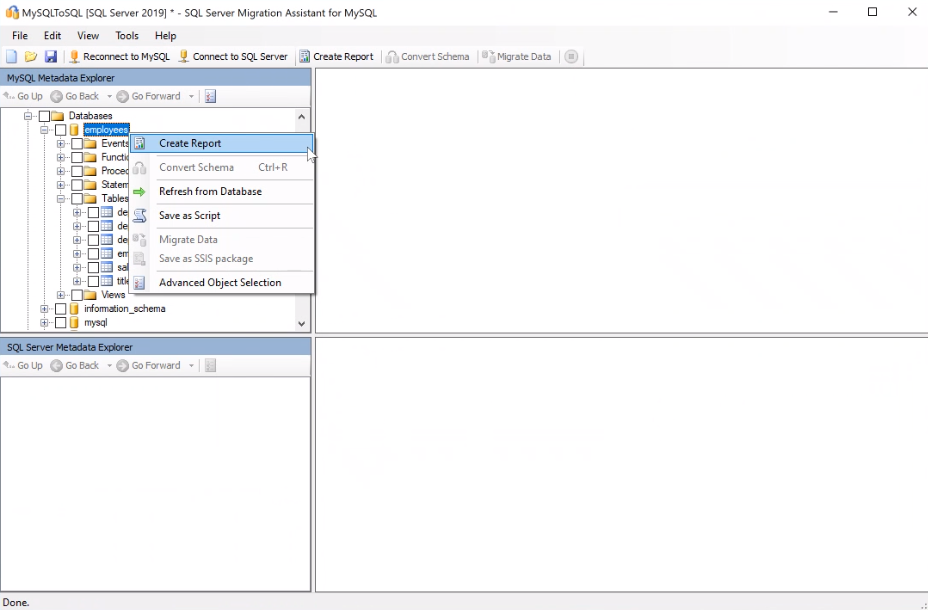 MySQLToSQL [SQL Server 2019] * - SQL Server Migration Assistant for MySQL
File Edit View Tools Help
Reconnect to MySQL Connect to SQL Server Create Report Convert Schema Migrate Data
MySQL Metadata Explorer
Go Up Go Back Go Forward
Databases
employees
Events
Create Report
Functi
Proced
Convert Schema Ctrl+R
Statem
Refresh from Database
Tables
de
Save as Script
de
de
Migrate Data
em
Save as SSIS package
sal
title
Advanced Object Selection
Views
information_schema
mysql
SQL Server Metadata Explorer
Go Up Go Back Go Forward
Done.